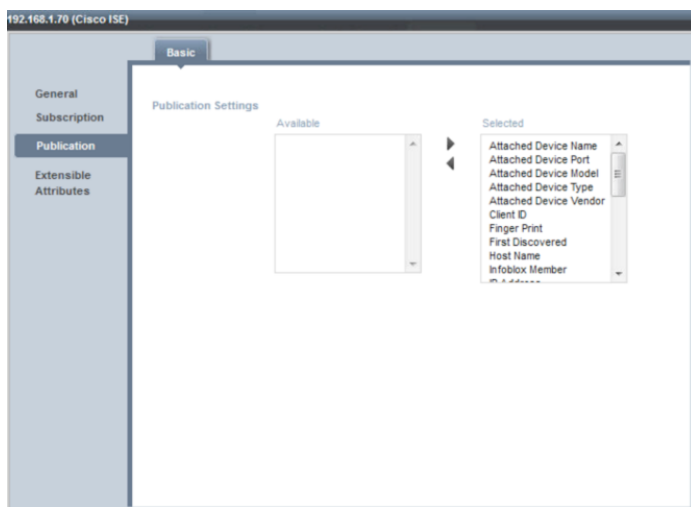 192.168.1.70 (Cisco ISE)
Basic
General
Subscription
Publication
Extensible
Attributes
Publication Settings
Available
Selected
Attached Device Name
Attached Device Port
Attached Device Model
Attached Device Type
Attached Device Vendor
Client ID
Finger Print
First Discovered
Host Name
Infoblox Member
IP Address